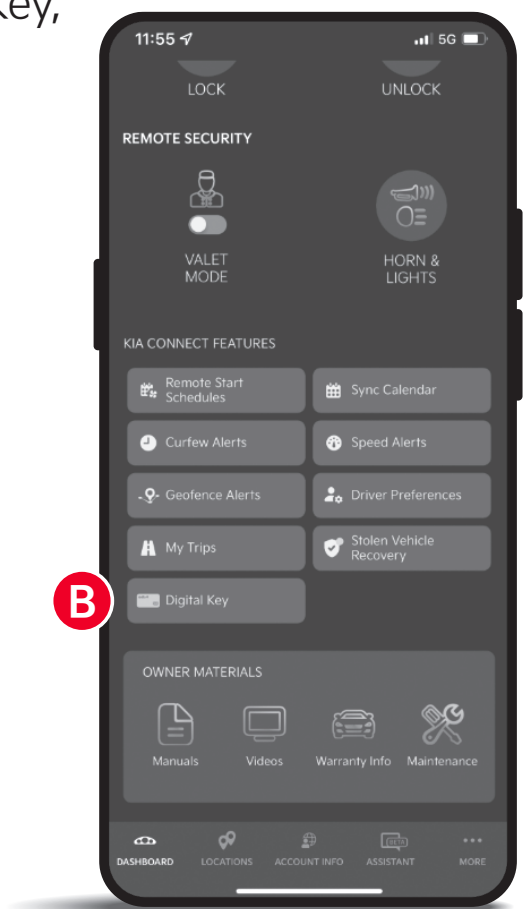 Key,
11:55 5G
LOCK UNLOCK
REMOTE SECURITY
VALET HORN &
MODE LIGHTS
KIA CONNECT FEATURES
Remote Start
Schedules
Sync Calendar
Curfew Alerts Speed Alerts
Geofence Alerts Driver Preferences
My Trips
Stolen Vehicle
Recovery
B Digital Key
OWNER MATERIALS
Manuals Videos Warranty Info Maintenance
BETA
DASHBOARD LOCATIONS ACCOUNT INFO ASSISTANT MORE